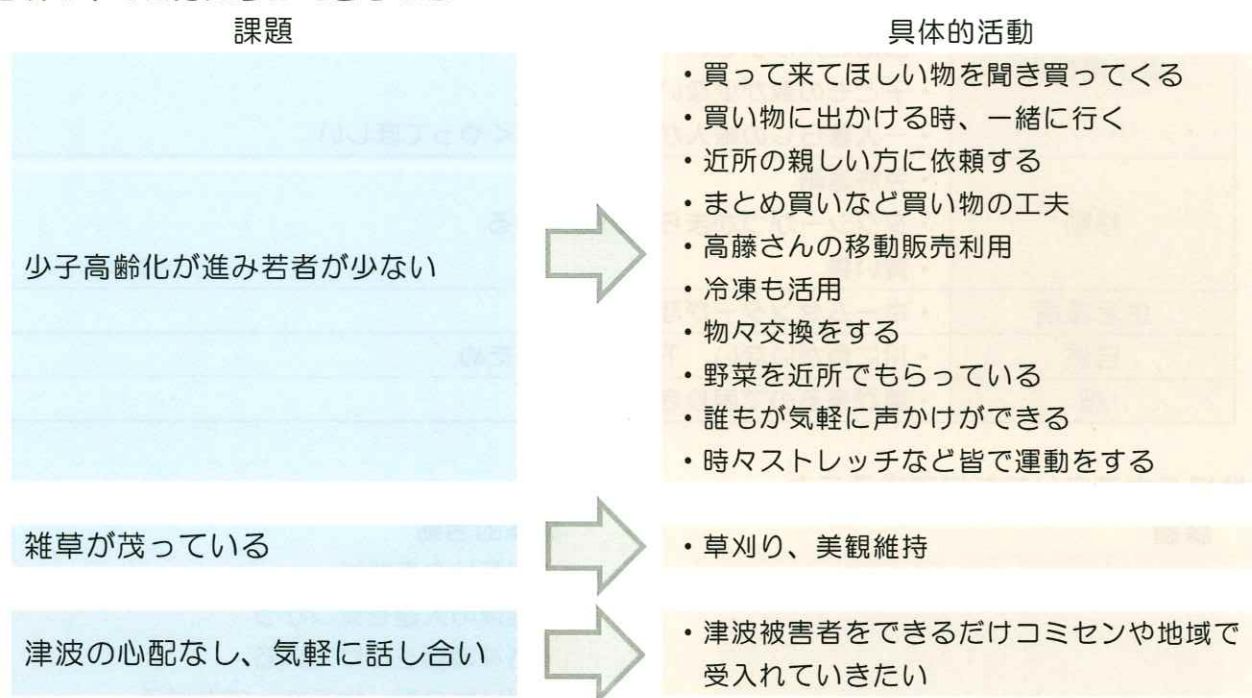 課題
具体的活動
少子高齢化が進み若者が少ない
・買って来てほしい物を聞き買ってくる
・買い物に出かける時、一緒に行く
・近所の親しい方に依頼する
・まとめ買いなど買い物の工夫
・高藤さんの移動販売利用
・冷凍も活用
・物々交換をする
・野菜を近所でもらっている
・誰もが気軽に声かけができる
・時々ストレッチなど皆で運動をする
雑草が茂っている
・草刈り、美観維持
津波の心配なし、気軽に話し合い
・津波被害者をできるだけコミセンや地域で
受入れていきたい